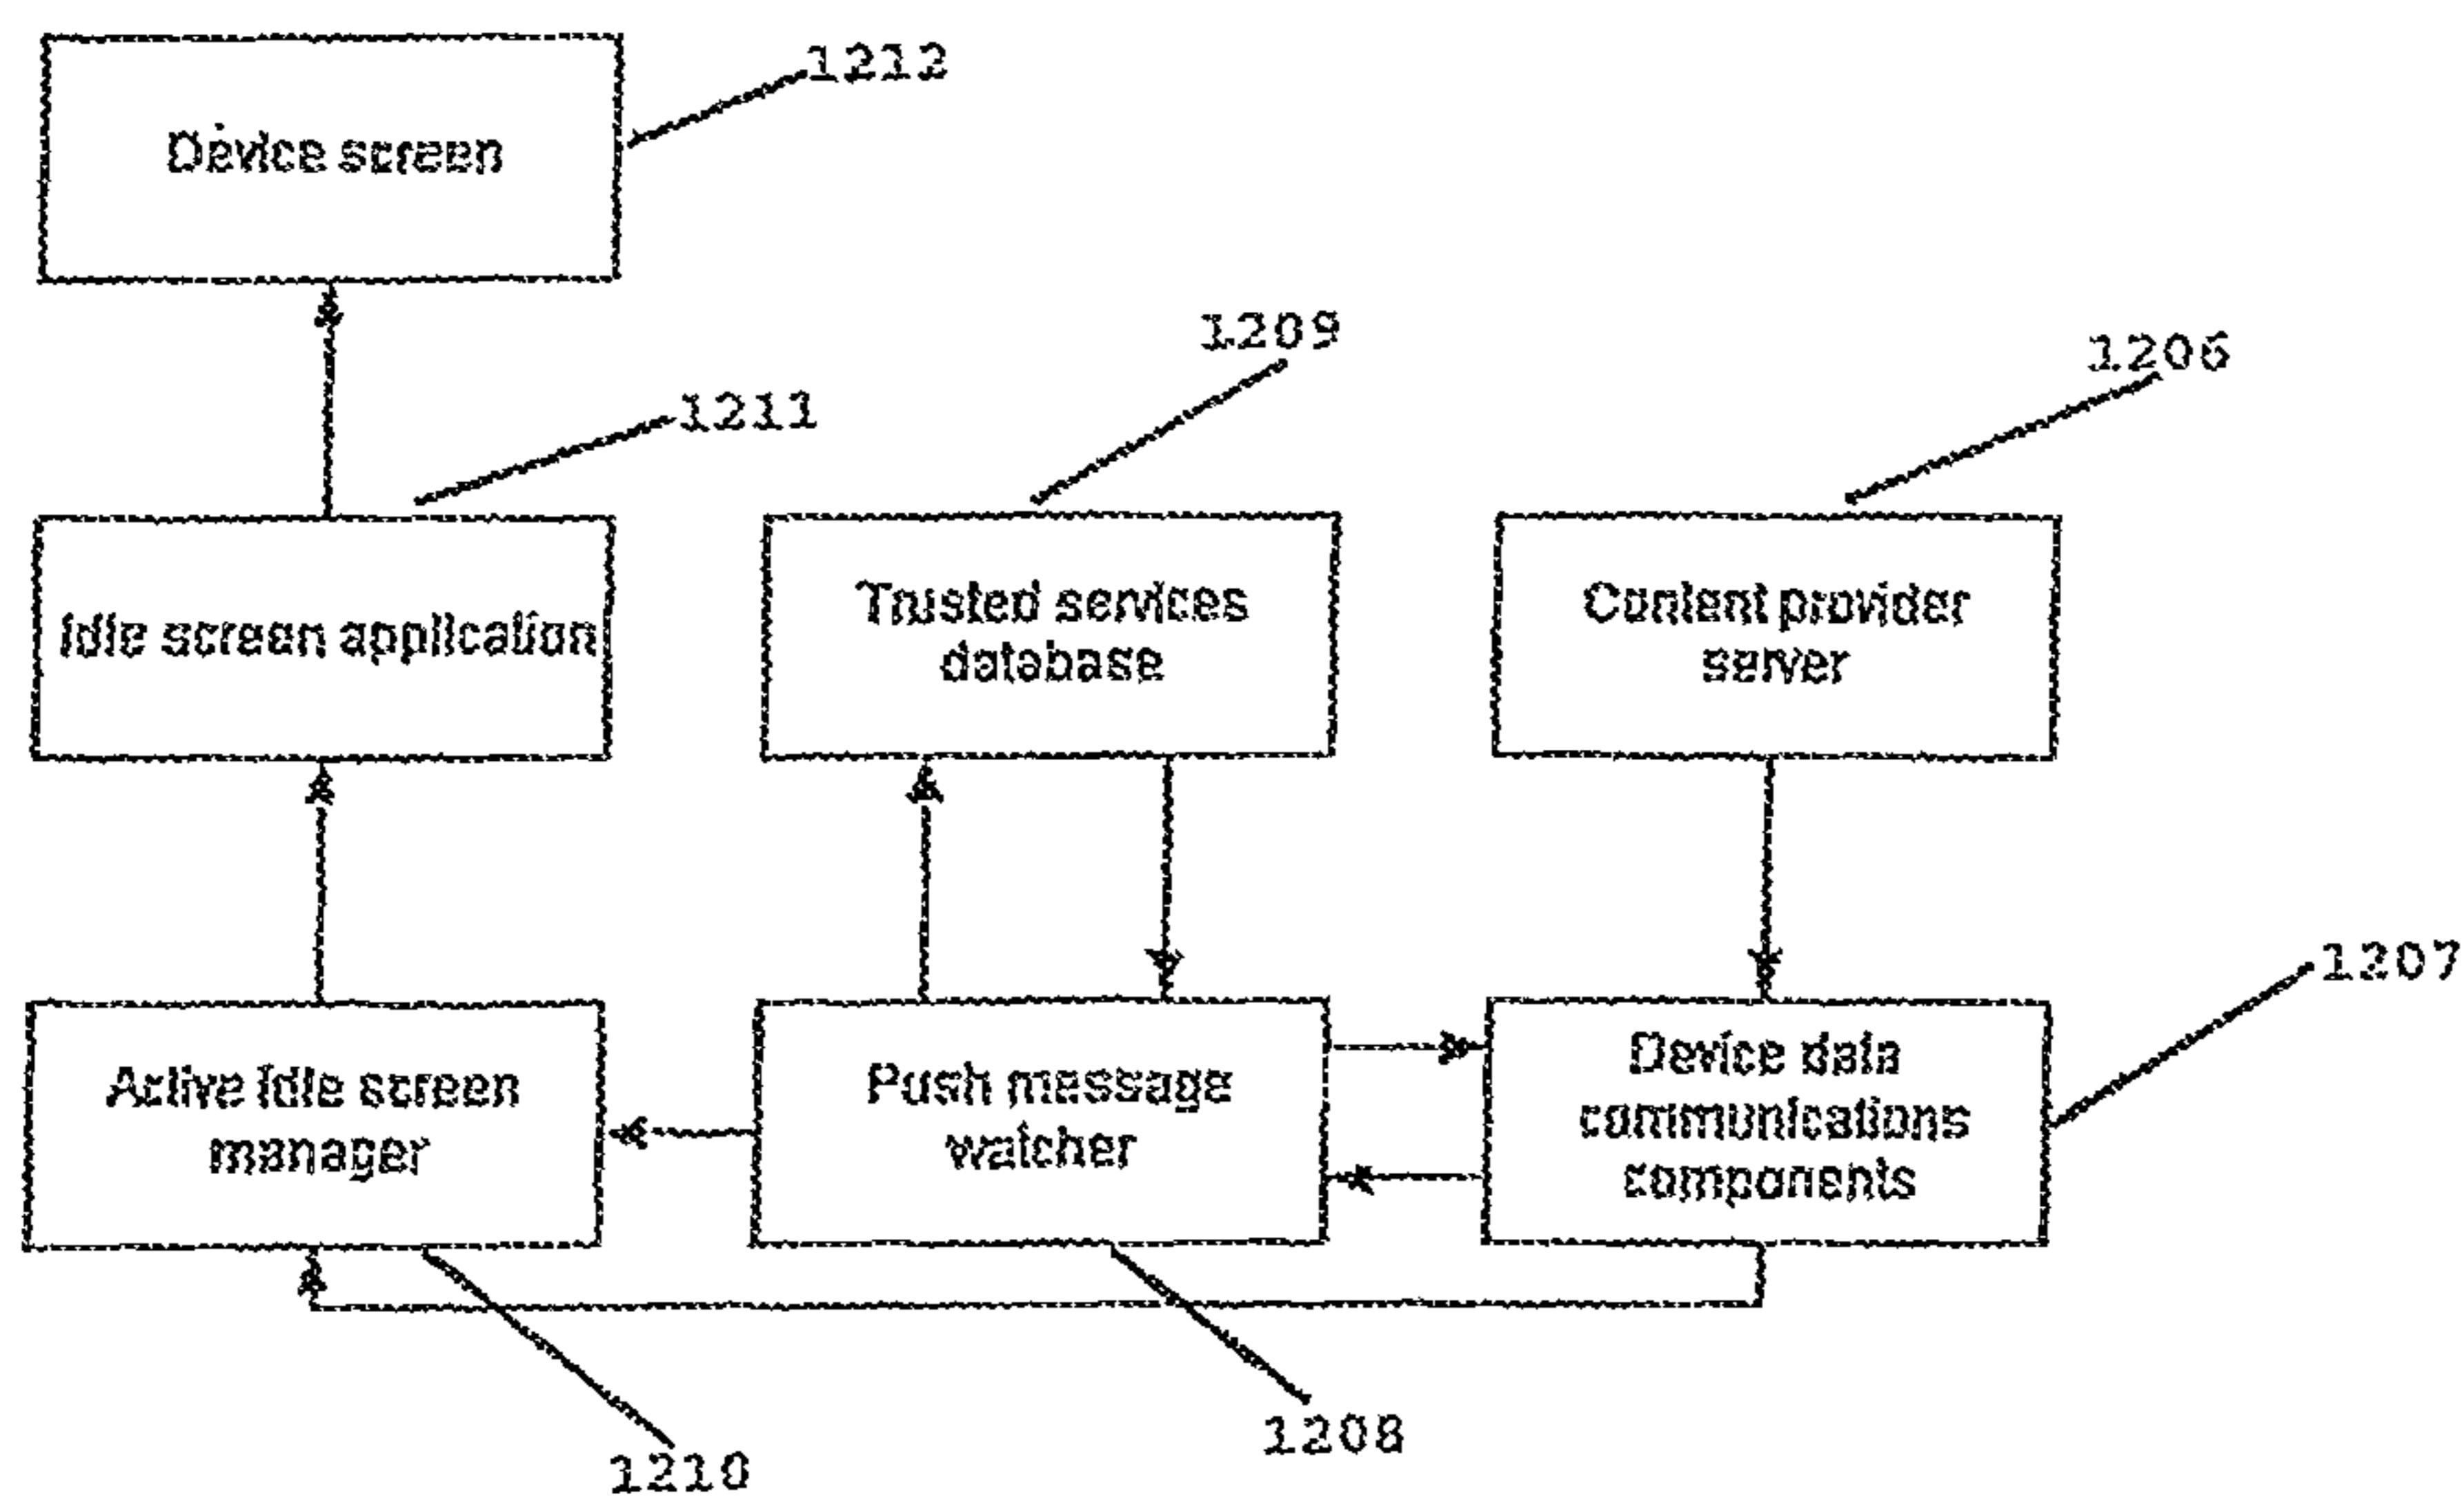 1212
Device screen
1209
1206
1211
Idle screen application
Trusted services
database
Content provider
server
1207
Active idle screen
manager
Push message
watcher
Device data
communications
components
1208
1210